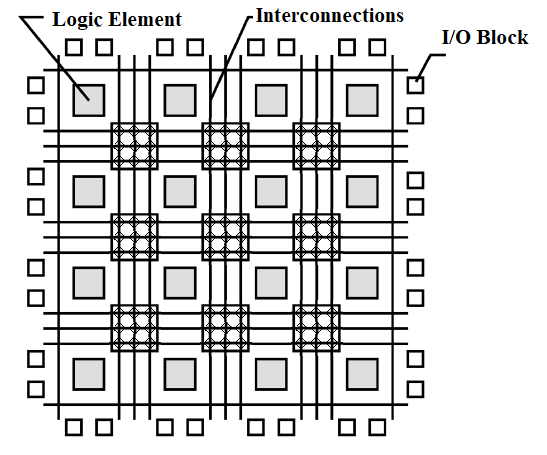 Logic Element
Interconnections
I/O Block